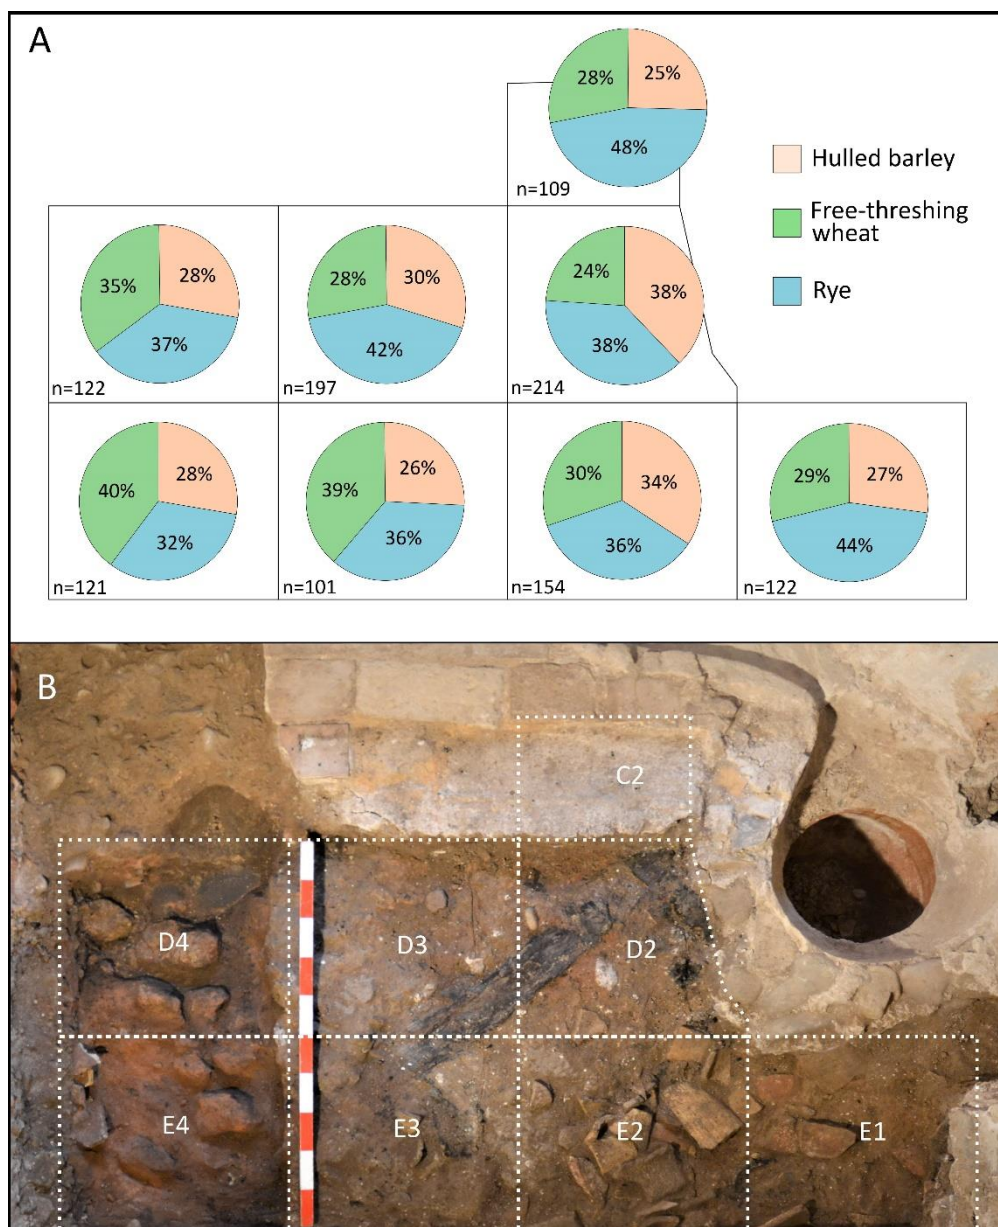 A
28% 25%
48%
n=109
Hulled barley
Free-threshing
wheat
Rye
35% 28%
37%
n=122
28% 30%
42%
n=197
24% 38%
38%
n=214
40% 28%
32%
n=121
39% 26%
36%
n=101
30% 34%
36%
n=154
29% 27%
44%
n=122
B
C2
D4 D3 D2
E4 E3 E2 E1